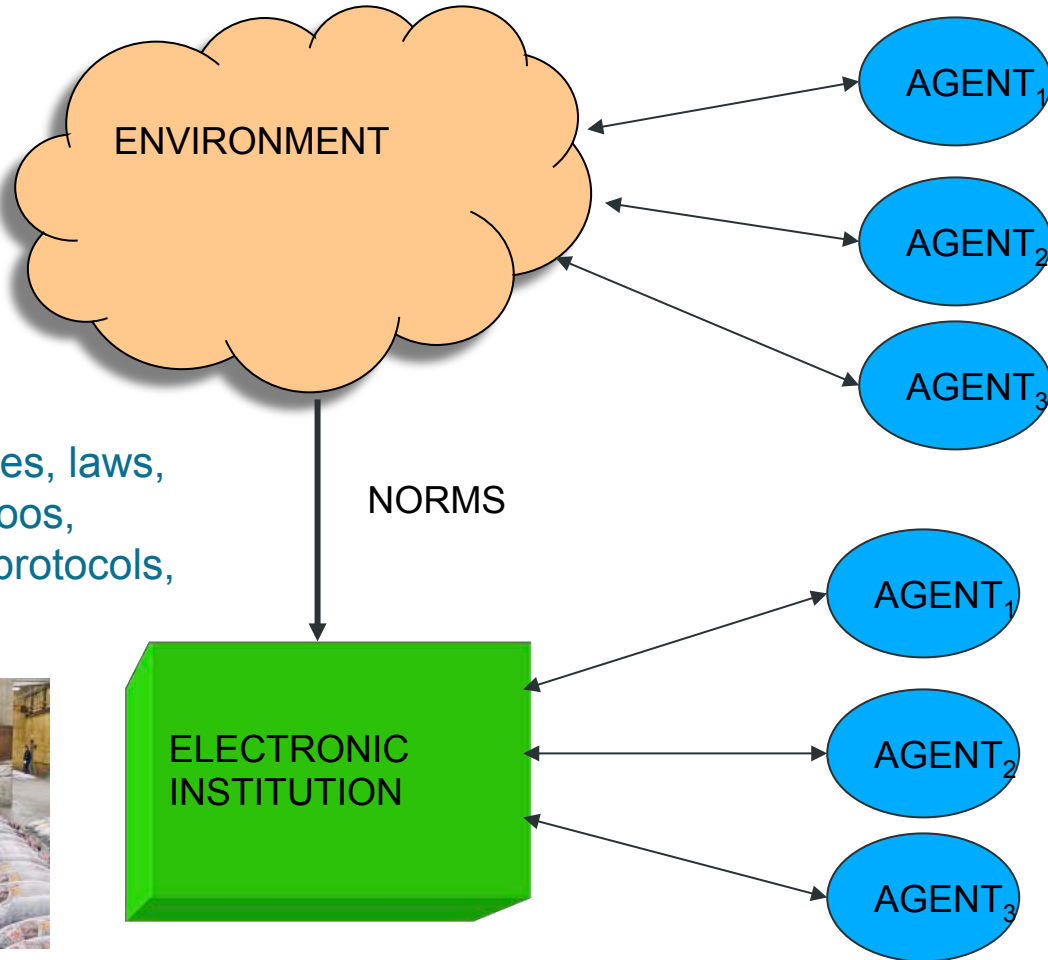 ENVIRONMENT
AGENT₁
AGENT₂
AGENT₃
es, laws,
oos,
protocols,
NORMS
ELECTRONIC
INSTITUTION
AGENT₁
AGENT₂
AGENT₃